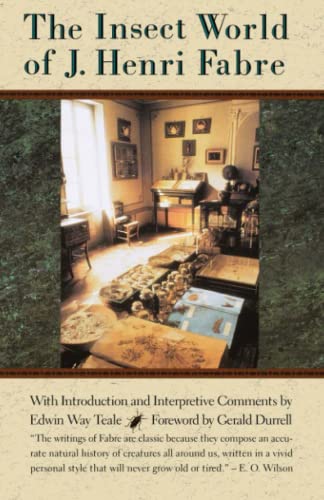 The Insect World
of J. Henri Fabre
With Introduction and Interpretive Comments by
Edwin Way Teale Foreword by Gerald Durrell
"The writings of Fabre are classic because they compose an accu-
rate natural history of creatures all around us, written in a vivid
personal style that will never grow old or tired." – E. O. Wilson